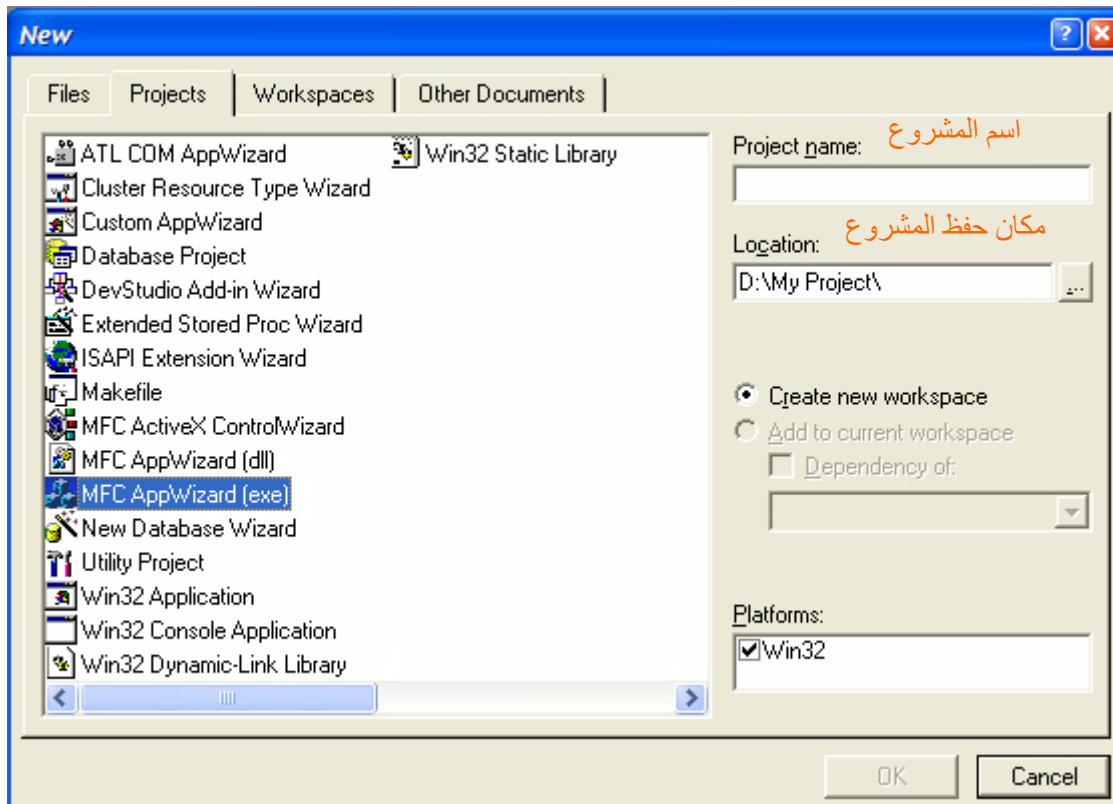 New
Files
Projects
Workspaces
Other Documents
ATL COM AppWizard
Cluster Resource Type Wizard
Custom AppWizard
Database Project
DevStudio Add-in Wizard
Extended Stored Proc Wizard
ISAPI Extension Wizard
Makefile
MFC ActiveX ControlWizard
MFC AppWizard (dll)
MFC AppWizard (exe)
New Database Wizard
Utility Project
Win32 Application
Win32 Console Application
Win32 Dynamic-Link Library
Win32 Static Library
اسم المشروع
Project name:
مكان حفظ المشروع
Location:
D:\My Project\
...
Create new workspace
Add to current workspace
Dependency of:
Platforms:
Win32
OK
Cancel